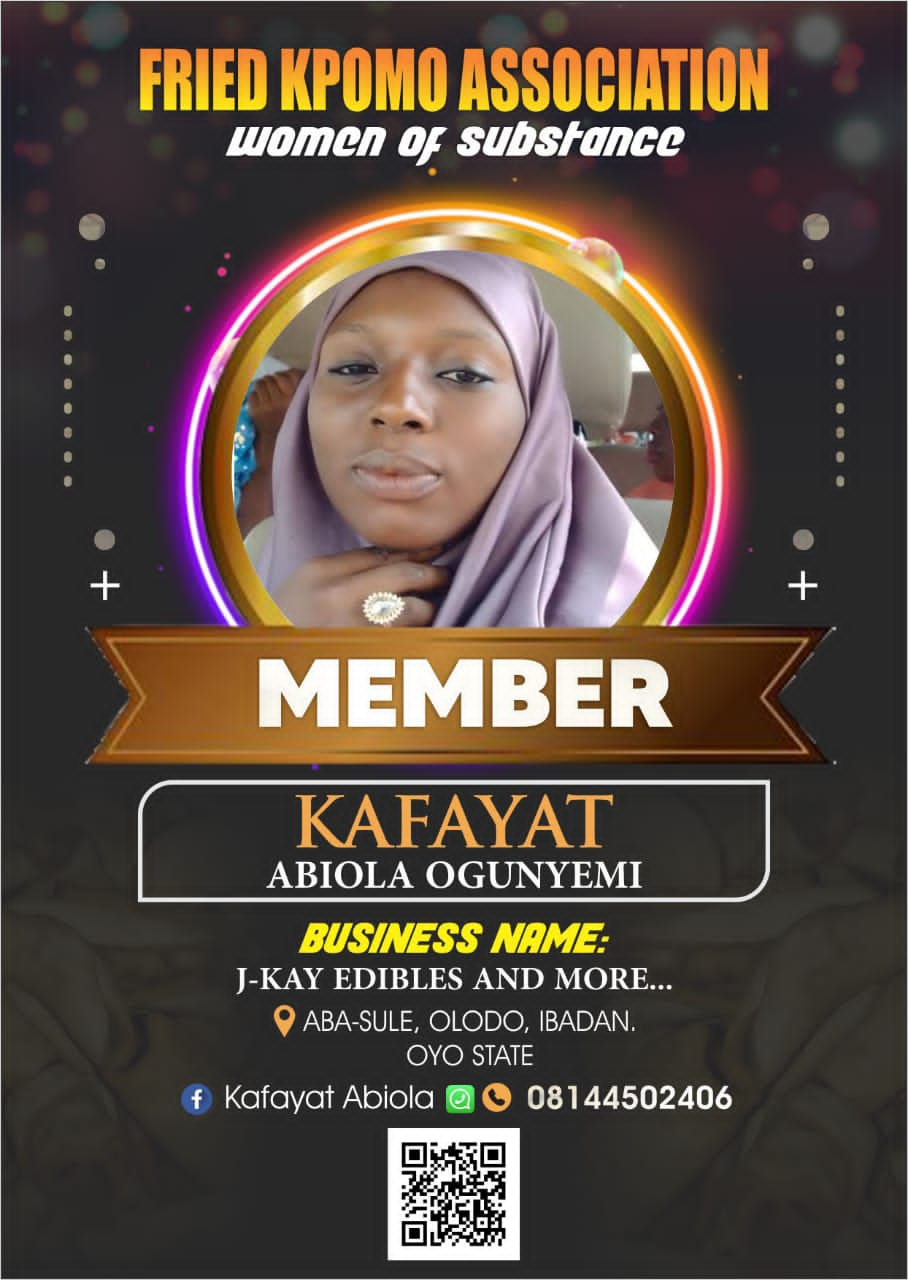 FRIED KPOMO ASSOCIATION
women of substance
MEMBER
KAFAYAT
ABIOLA OGUNYEMI
BUSINESS NAME:
J-KAY EDIBLES AND MORE...
ABA-SULE, OLODO, IBADAN.
OYO STATE
Kafayat Abiola 08144502406